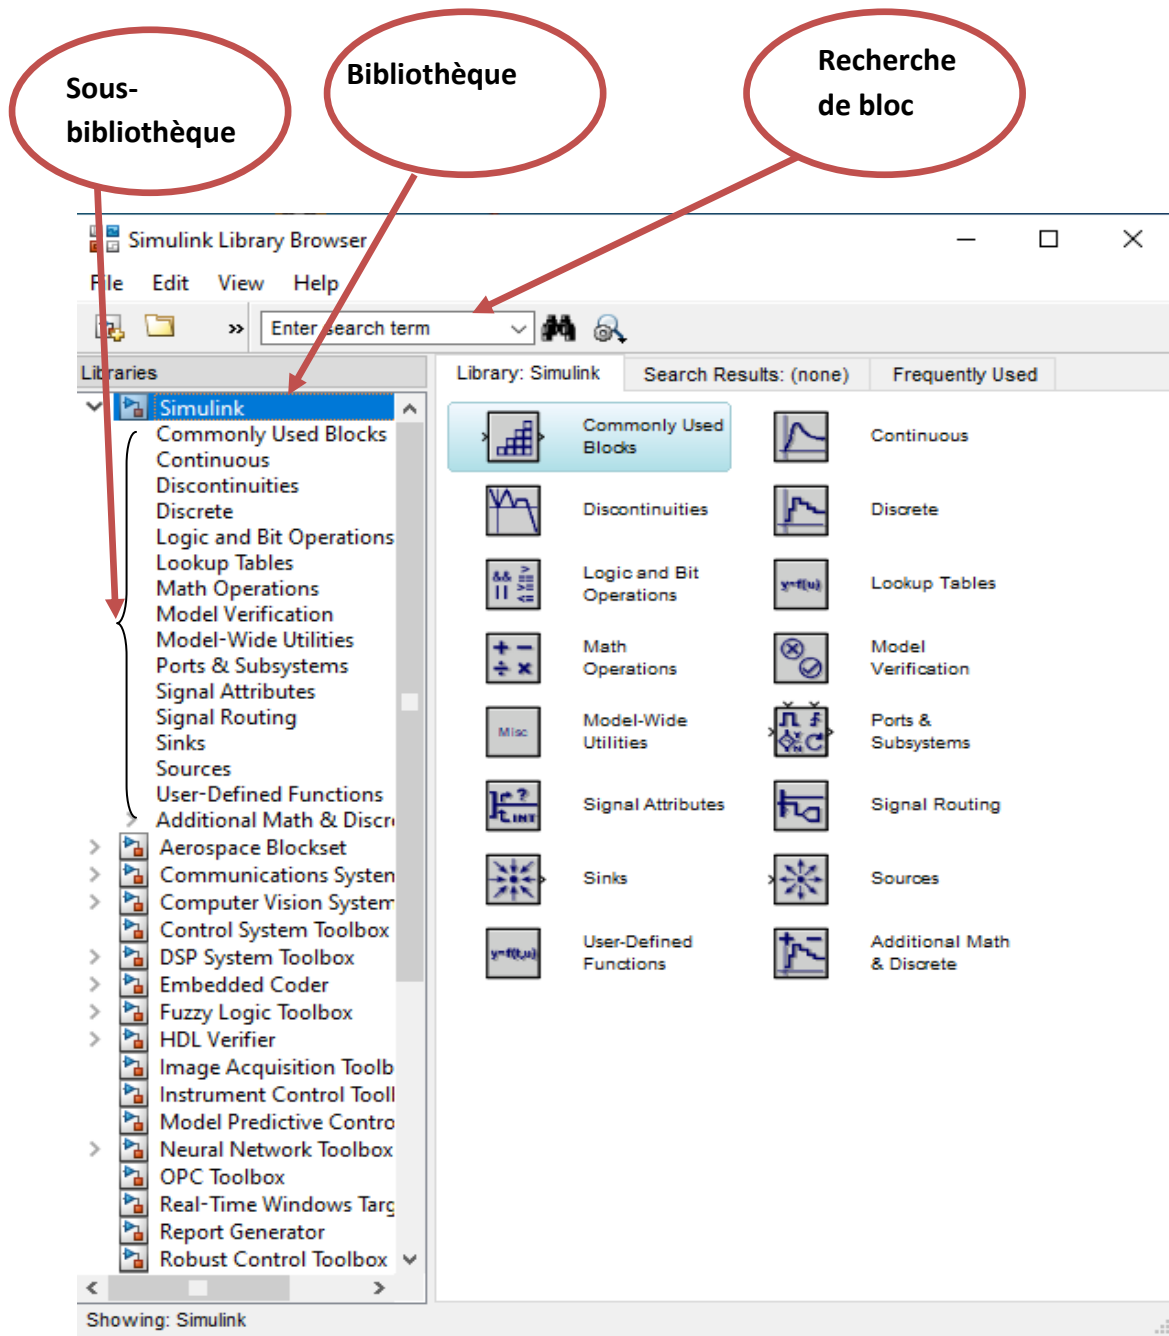 Sous-
bibliothèque
Bibliothèque
Recherche
de bloc
Simulink Library Browser
File Edit View Help
» Enter search term
Libraries
Library: Simulink Search Results: (none) Frequently Used
Simulink
Commonly Used Blocks
Continuous
Discontinuities
Discrete
Logic and Bit Operations
Lookup Tables
Math Operations
Model Verification
Model-Wide Utilities
Ports & Subsystems
Signal Attributes
Signal Routing
Sinks
Sources
User-Defined Functions
Additional Math & Discr
Aerospace Blockset
Communications System
Computer Vision System
Control System Toolbox
DSP System Toolbox
Embedded Coder
Fuzzy Logic Toolbox
HDL Verifier
Image Acquisition Toolb
Instrument Control Tool
Model Predictive Contro
Neural Network Toolbox
OPC Toolbox
Real-Time Windows Targ
Report Generator
Robust Control Toolbox
Commonly Used
Blocks
Continuous
Discontinuities
Discrete
&& >
|| >= <=
Logic and Bit
Operations
y=f(u)
Lookup Tables
+ −
÷ ×
Math
Operations
Model
Verification
Misc
Model-Wide
Utilities
Ports &
Subsystems
?
INT
Signal Attributes
Signal Routing
Sinks
Sources
y=f(t,u)
User-Defined
Functions
+ −
Additional Math
& Discrete
Showing: Simulink